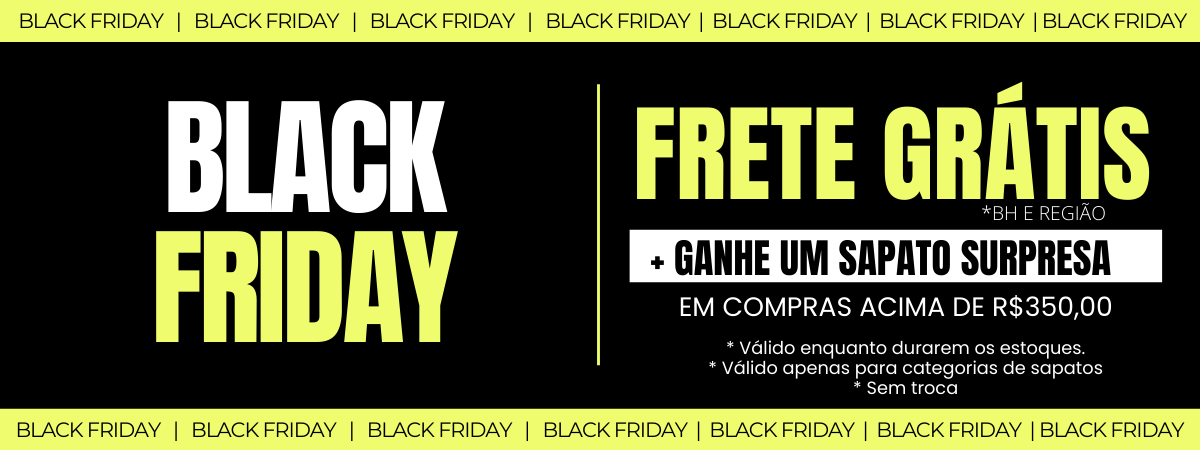 BLACK FRIDAY | BLACK FRIDAY | BLACK FRIDAY | BLACK FRIDAY | BLACK FRIDAY | BLACK FRIDAY | BLACK FRIDAY
BLACK
FRIDAY
FRETE GRÁTIS
*BH E REGIÃO
+ GANHE UM SAPATO SURPRESA
EM COMPRAS ACIMA DE R$350,00
* Válido enquanto durarem os estoques.
* Válido apenas para categorias de sapatos
* Sem troca
BLACK FRIDAY | BLACK FRIDAY | BLACK FRIDAY | BLACK FRIDAY | BLACK FRIDAY | BLACK FRIDAY | BLACK FRIDAY